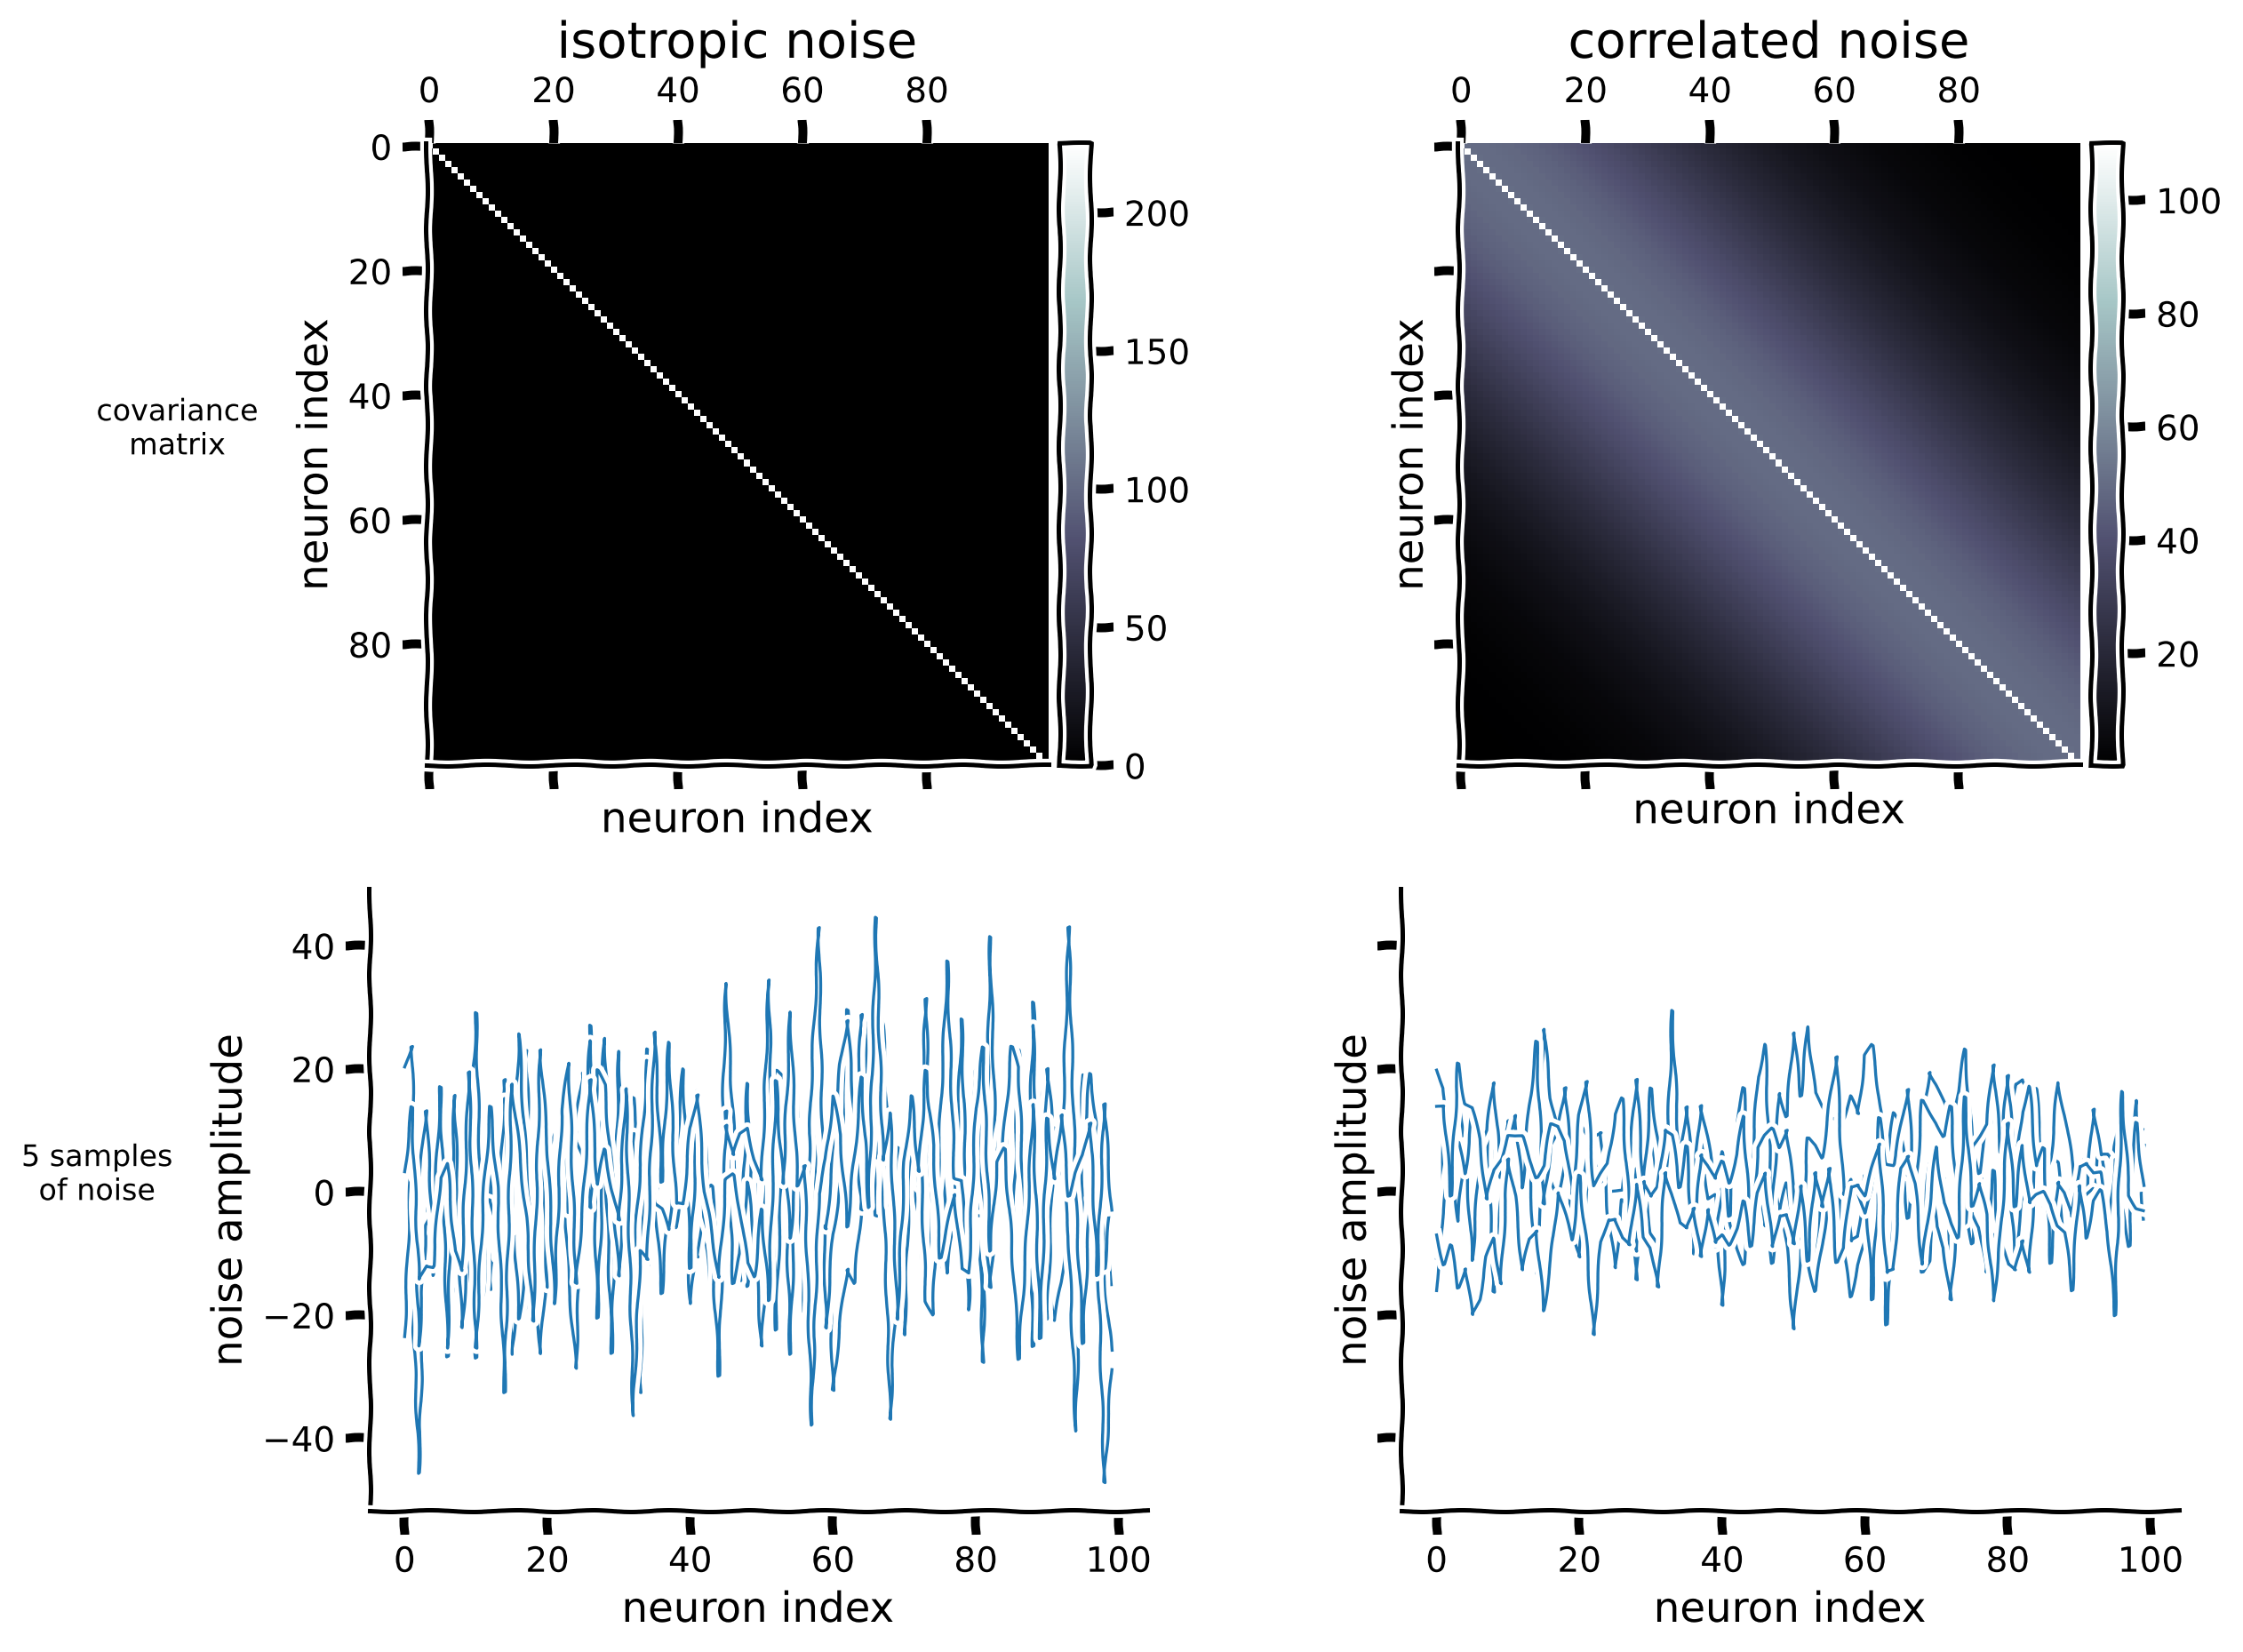 isotropic noise
correlated noise
0 20 40 60 80
0 20 40 60 80
0
20
40
60
80
neuron index
covariance
matrix
200
150
100
50
0
neuron index
100
80
60
40
20
neuron index
neuron index
40
20
0
−20
−40
noise amplitude
5 samples
of noise
noise amplitude
0 20 40 60 80 100
0 20 40 60 80 100
neuron index
neuron index